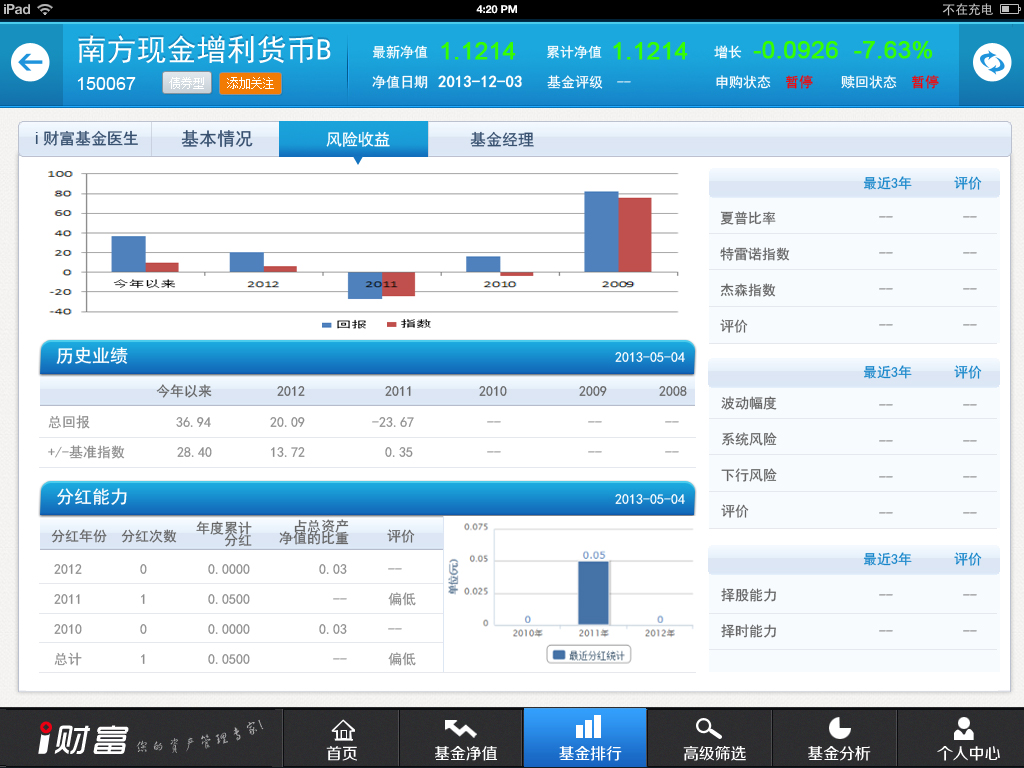 iPad 4:20 PM 不在充电
南方现金增利货币B
150067 债券型 添加关注
最新净值 1.1214 累计净值 1.1214 增长 -0.0926 -7.63%
净值日期 2013-12-03 基金评级 -- 申购状态 暂停 赎回状态 暂停
i 财富基金医生 基本情况 风险收益 基金经理
100
80
60
40
20
0
-20
-40
今年以来 2012 2011 2010 2009
回报 指数
历史业绩 2013-05-04
今年以来 2012 2011 2010 2009 2008
总回报 36.94 20.09 -23.67 -- -- --
+/-基准指数 28.40 13.72 0.35 -- -- --
分红能力 2013-05-04
分红年份 分红次数 年度累计分红 占总资产净值的比重 评价
2012 0 0.0000 0.03 --
2011 1 0.0500 -- 偏低
2010 0 0.0000 0.03 --
总计 1 0.0500 -- 偏低
单位(元)
0.075
0.05
0.025
0
0 0.05 0
2010年 2011年 2012年
最近分红统计
最近3年 评价
夏普比率 -- --
特雷诺指数 -- --
杰森指数 -- --
评价 -- --
最近3年 评价
波动幅度 -- --
系统风险 -- --
下行风险 -- --
评价 -- --
最近3年 评价
择股能力 -- --
择时能力 -- --
i财富 你的资产管理专家!
首页 基金净值 基金排行 高级筛选 基金分析 个人中心